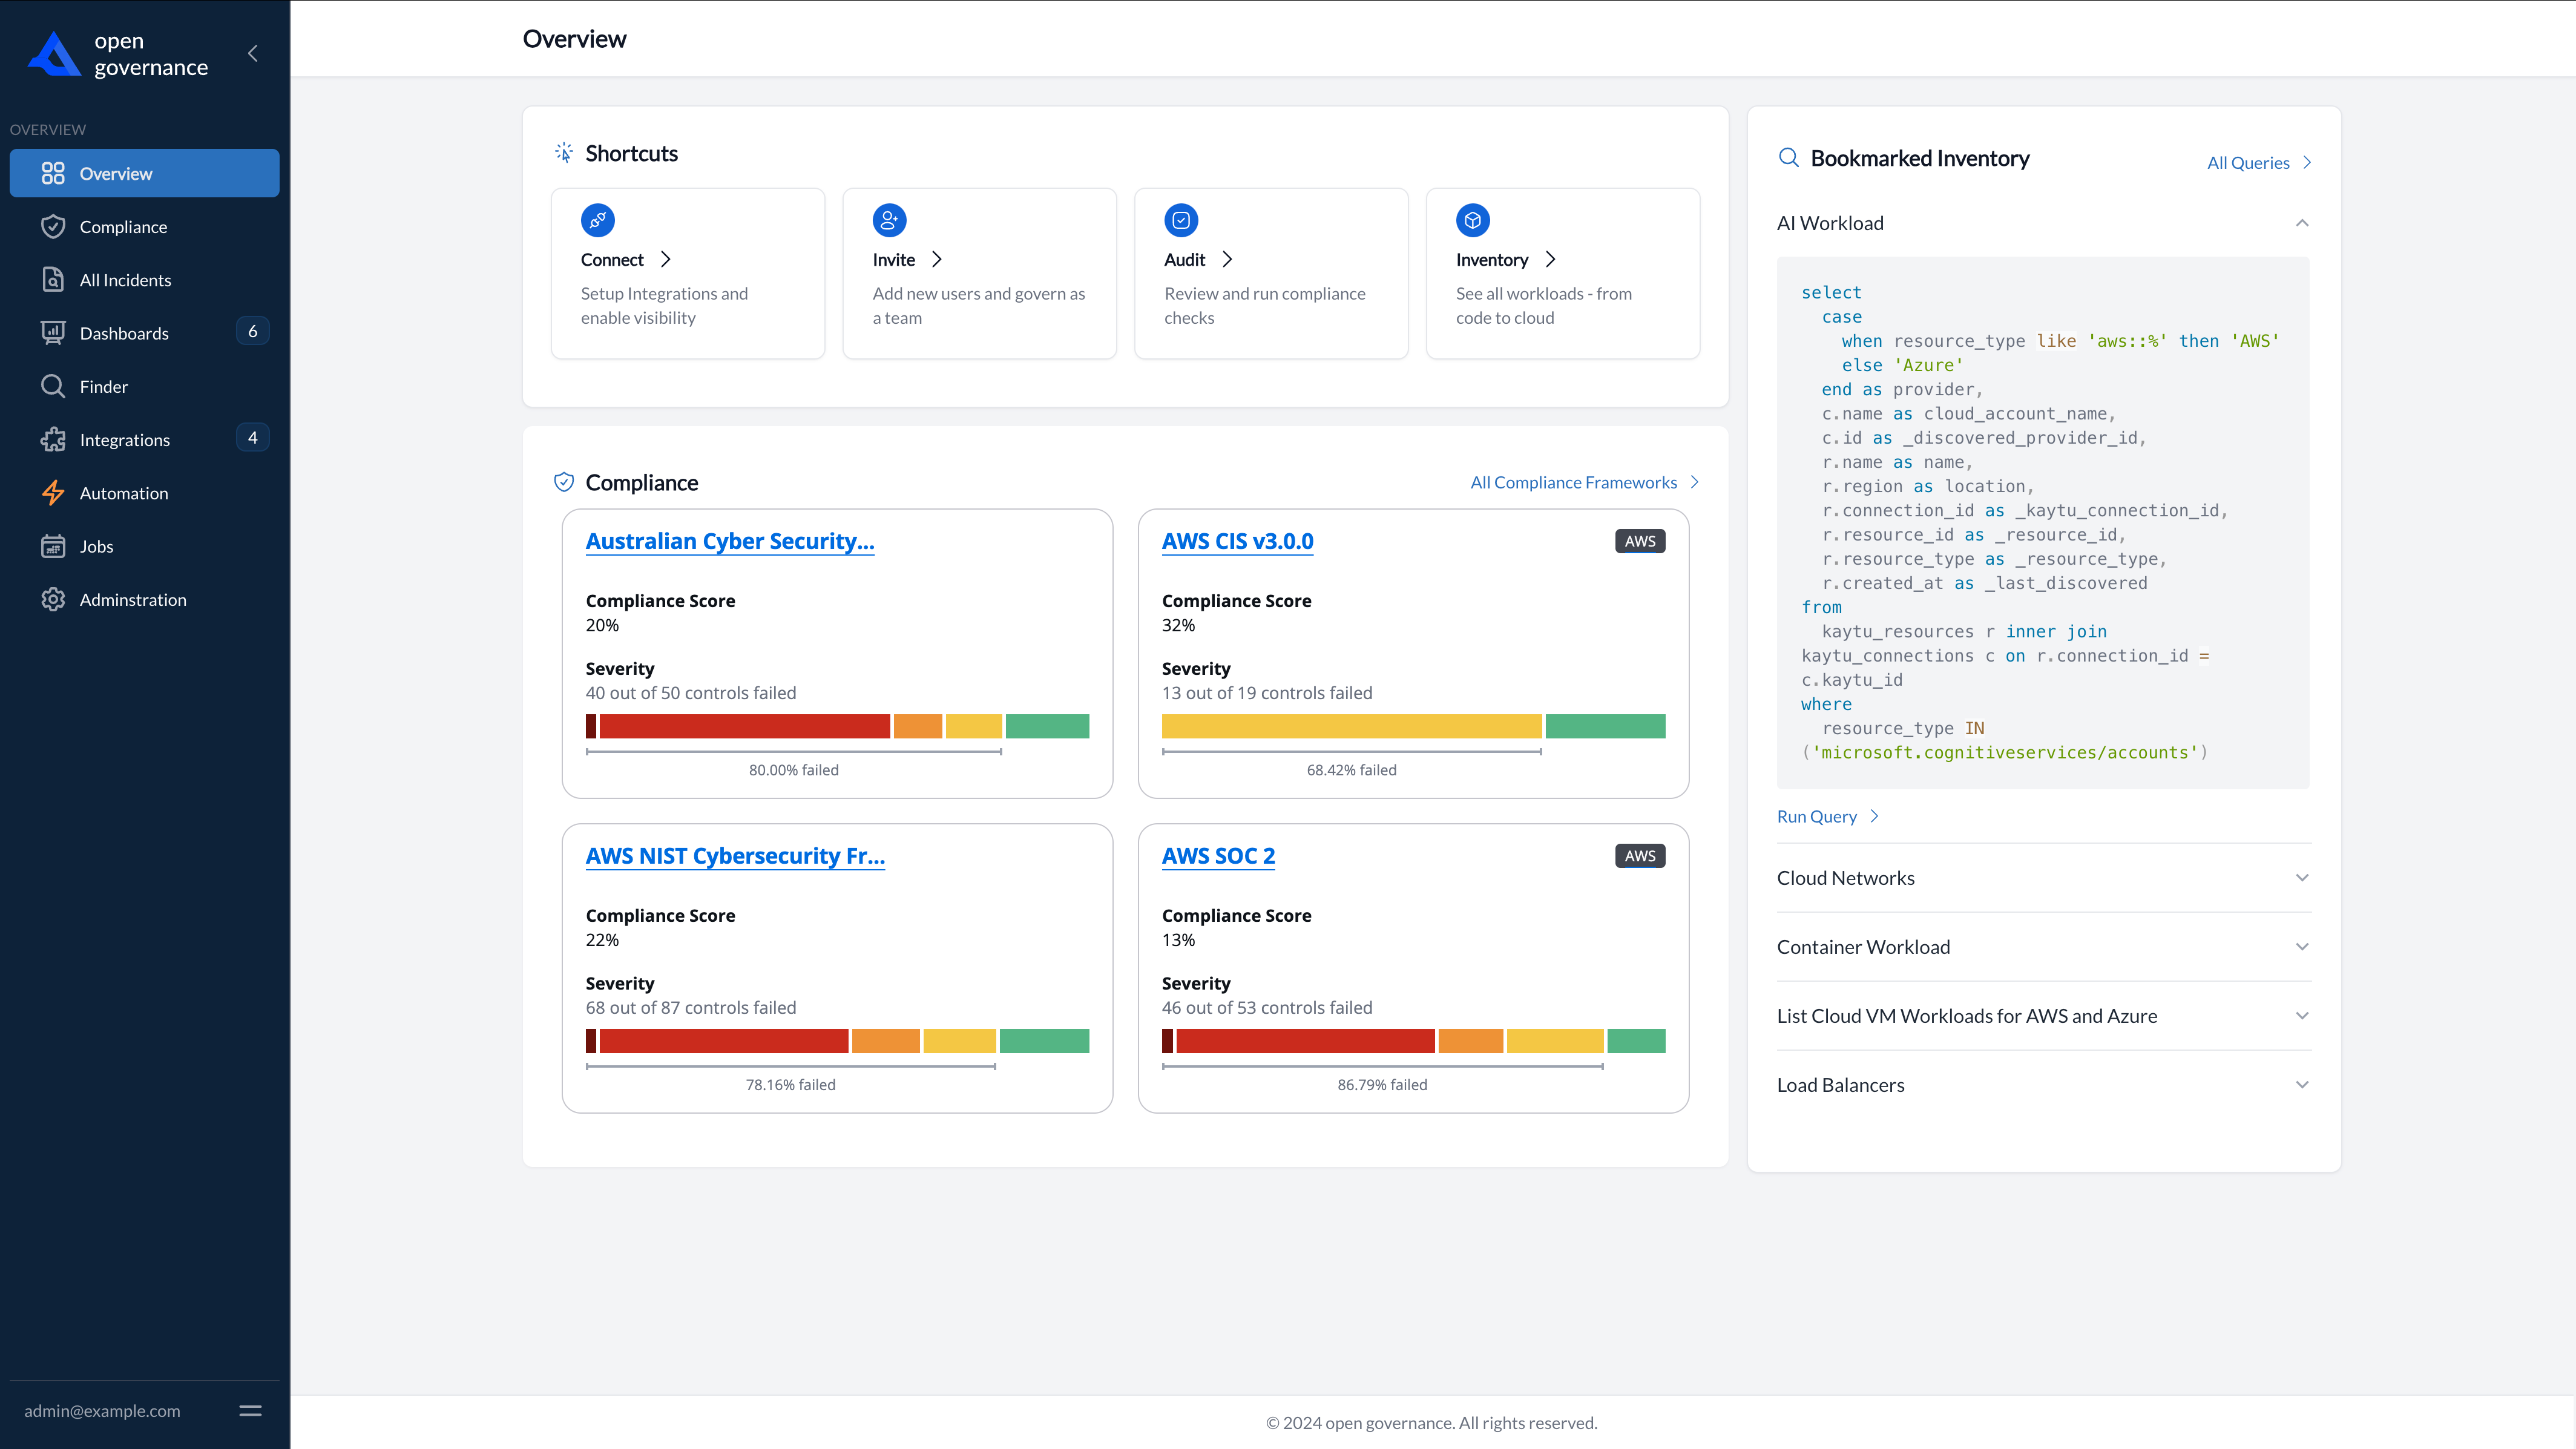 open
governance
OVERVIEW
Overview
Compliance
All Incidents
Dashboards 6
Finder
Integrations 4
Automation
Jobs
Adminstration
admin@example.com
Overview
Shortcuts
Connect
Setup Integrations and
enable visibility
Invite
Add new users and govern as
a team
Audit
Review and run compliance
checks
Inventory
See all workloads - from
code to cloud
Compliance
All Compliance Frameworks
Australian Cyber Security...
Compliance Score
20%
Severity
40 out of 50 controls failed
80.00% failed
AWS CIS v3.0.0
AWS
Compliance Score
32%
Severity
13 out of 19 controls failed
68.42% failed
AWS NIST Cybersecurity Fr...
Compliance Score
22%
Severity
68 out of 87 controls failed
78.16% failed
AWS SOC 2
AWS
Compliance Score
13%
Severity
46 out of 53 controls failed
86.79% failed
Bookmarked Inventory
All Queries
AI Workload
select
  case
    when resource_type like 'aws::%' then 'AWS'
    else 'Azure'
  end as provider,
  c.name as cloud_account_name,
  c.id as _discovered_provider_id,
  r.name as name,
  r.region as location,
  r.connection_id as _kaytu_connection_id,
  r.resource_id as _resource_id,
  r.resource_type as _resource_type,
  r.created_at as _last_discovered
from
  kaytu_resources r inner join
kaytu_connections c on r.connection_id =
c.kaytu_id
where
  resource_type IN
('microsoft.cognitiveservices/accounts')
Run Query
Cloud Networks
Container Workload
List Cloud VM Workloads for AWS and Azure
Load Balancers
© 2024 open governance. All rights reserved.